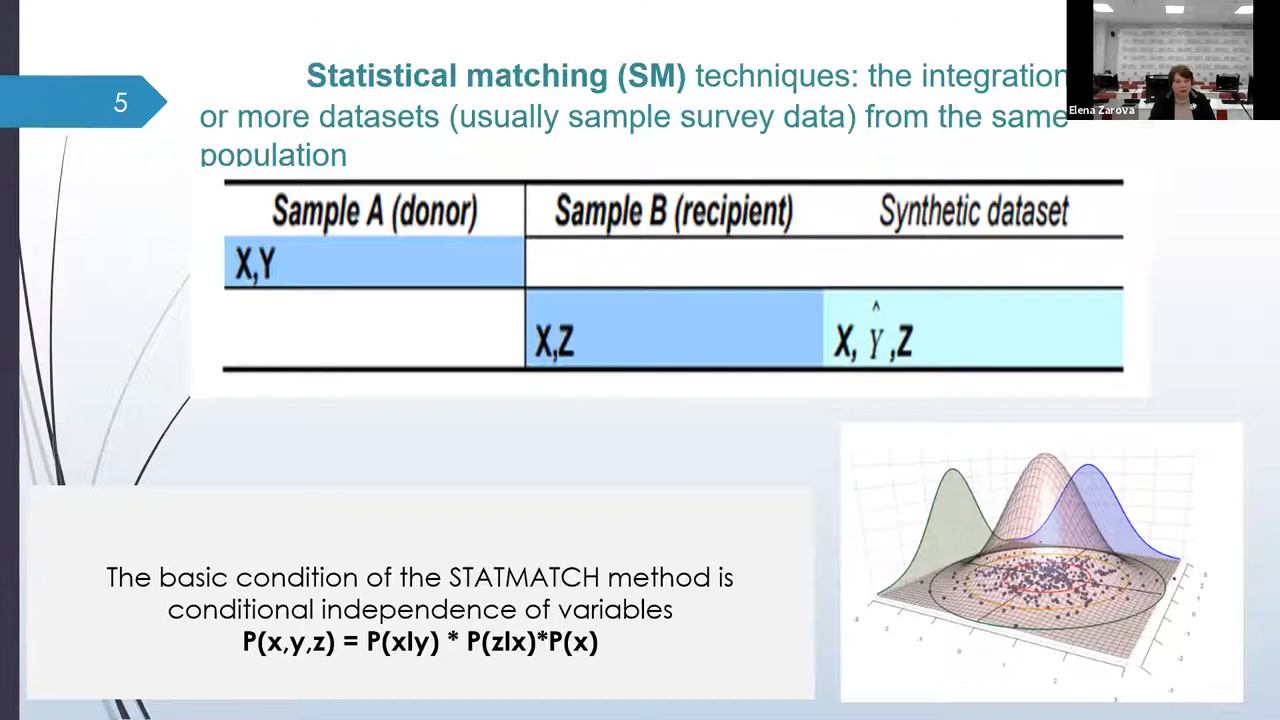 5
Statistical matching (SM) techniques: the integration
or more datasets (usually sample survey data) from the same
population
Elena Zarova
Sample A (donor) Sample B (recipient) Synthetic dataset
X,Y
X,Z X, Ŷ ,Z
The basic condition of the STATMATCH method is
conditional independence of variables
P(x,y,z) = P(xIy) * P(zIx)*P(x)